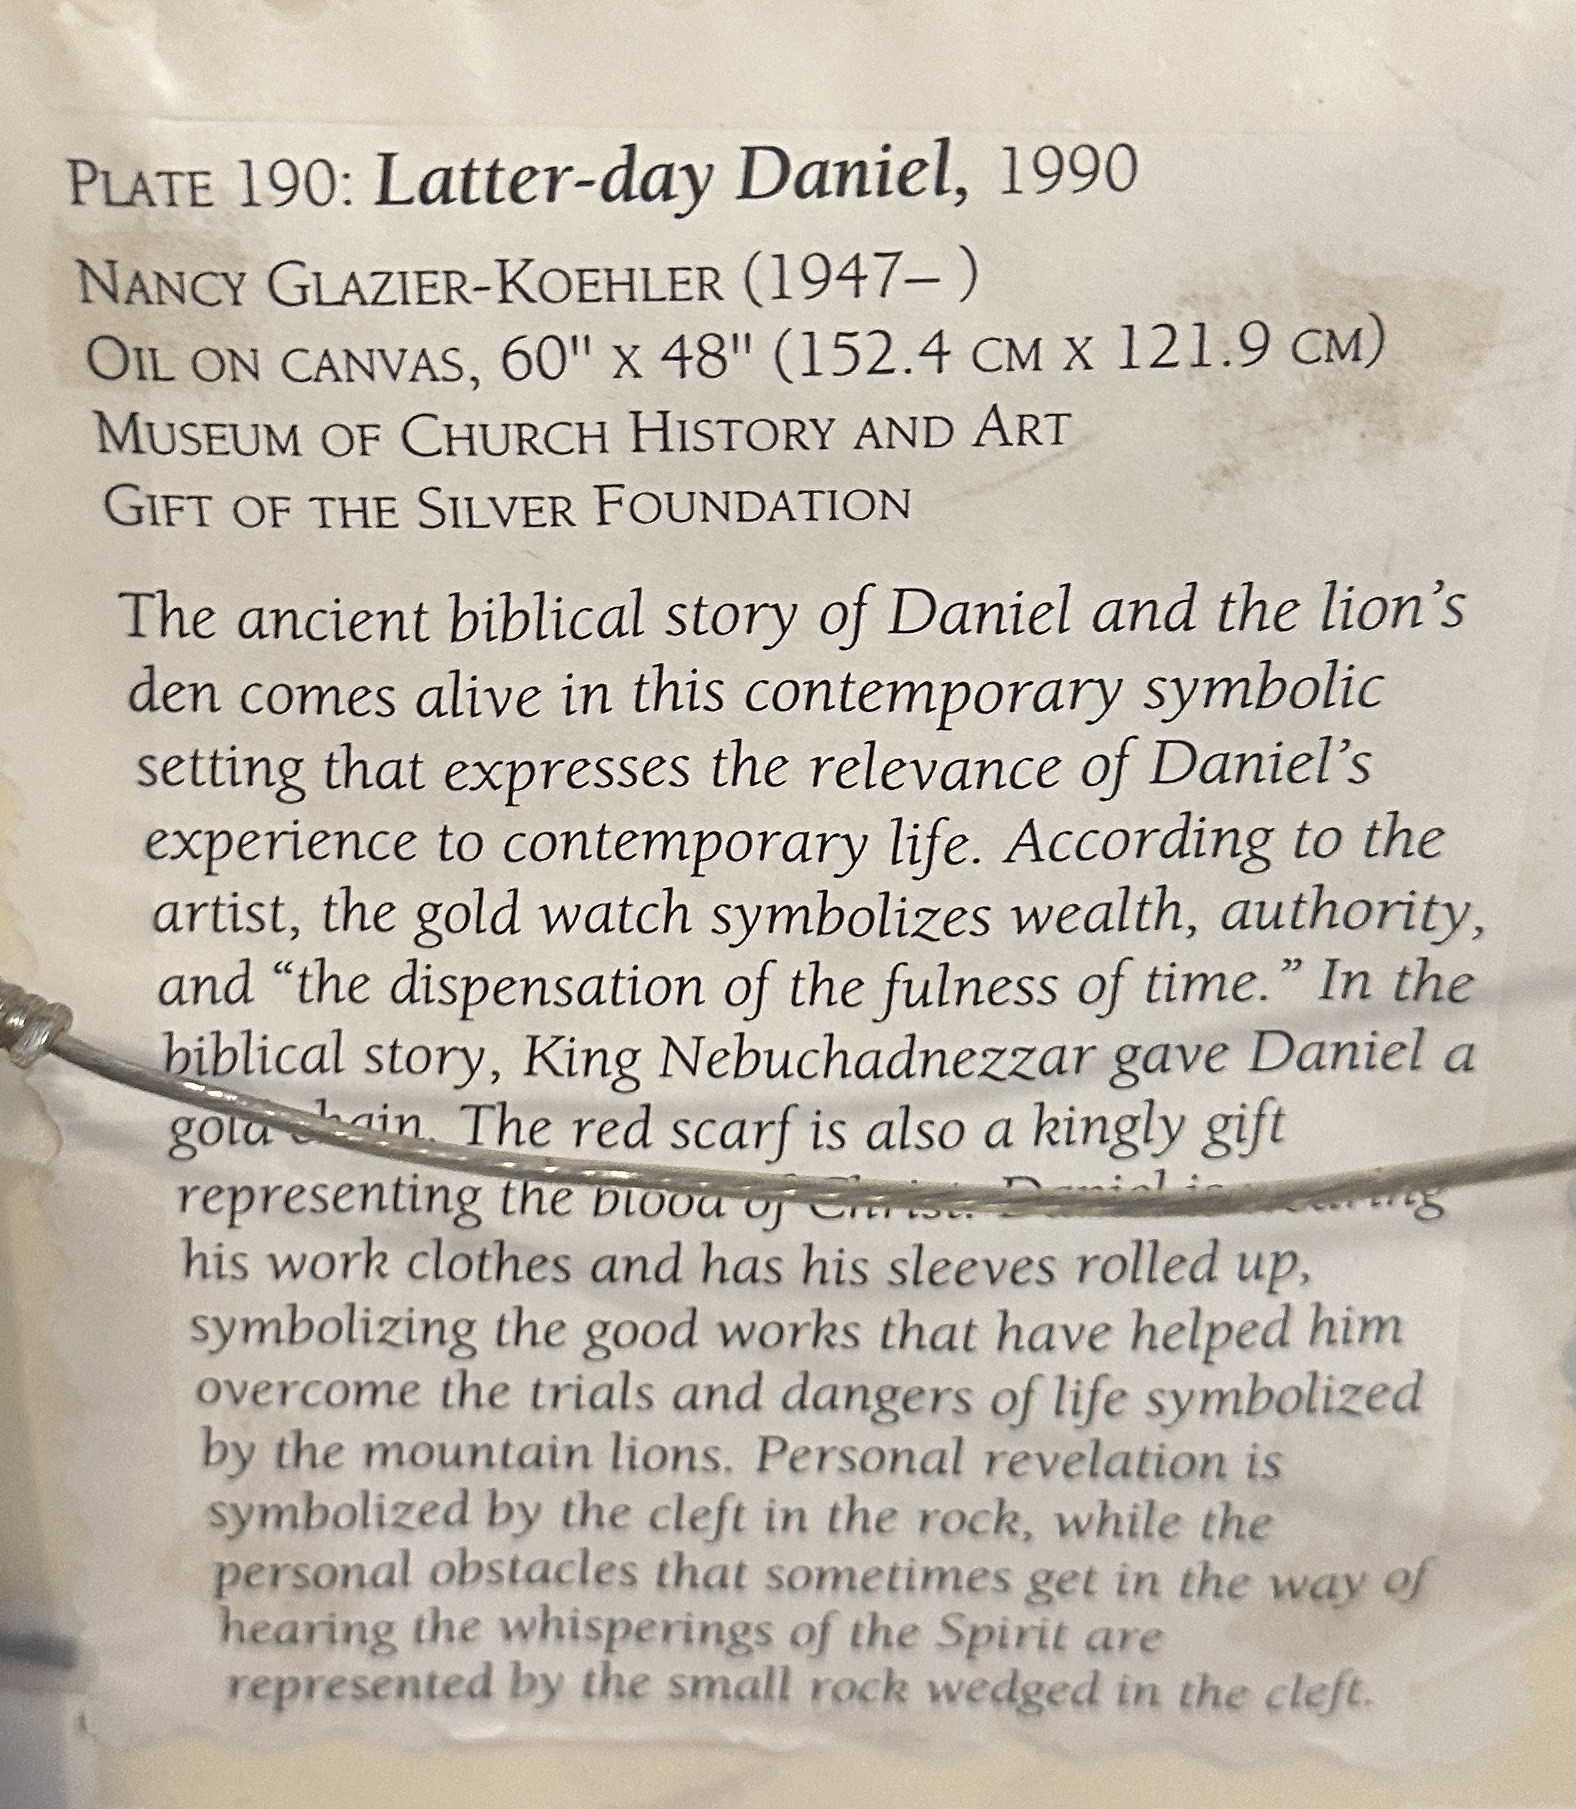 PLATE 190: Latter-day Daniel, 1990
NANCY GLAZIER-KOEHLER (1947– )
OIL ON CANVAS, 60" X 48" (152.4 CM X 121.9 CM)
MUSEUM OF CHURCH HISTORY AND ART
GIFT OF THE SILVER FOUNDATION
The ancient biblical story of Daniel and the lion's
den comes alive in this contemporary symbolic
setting that expresses the relevance of Daniel's
experience to contemporary life. According to the
artist, the gold watch symbolizes wealth, authority,
and “the dispensation of the fulness of time.” In the
biblical story, King Nebuchadnezzar gave Daniel a
gold chain. The red scarf is also a kingly gift
representing the blood of Christ. Daniel is wearing
his work clothes and has his sleeves rolled up,
symbolizing the good works that have helped him
overcome the trials and dangers of life symbolized
by the mountain lions. Personal revelation is
symbolized by the cleft in the rock, while the
personal obstacles that sometimes get in the way of
hearing the whisperings of the Spirit are
represented by the small rock wedged in the cleft.